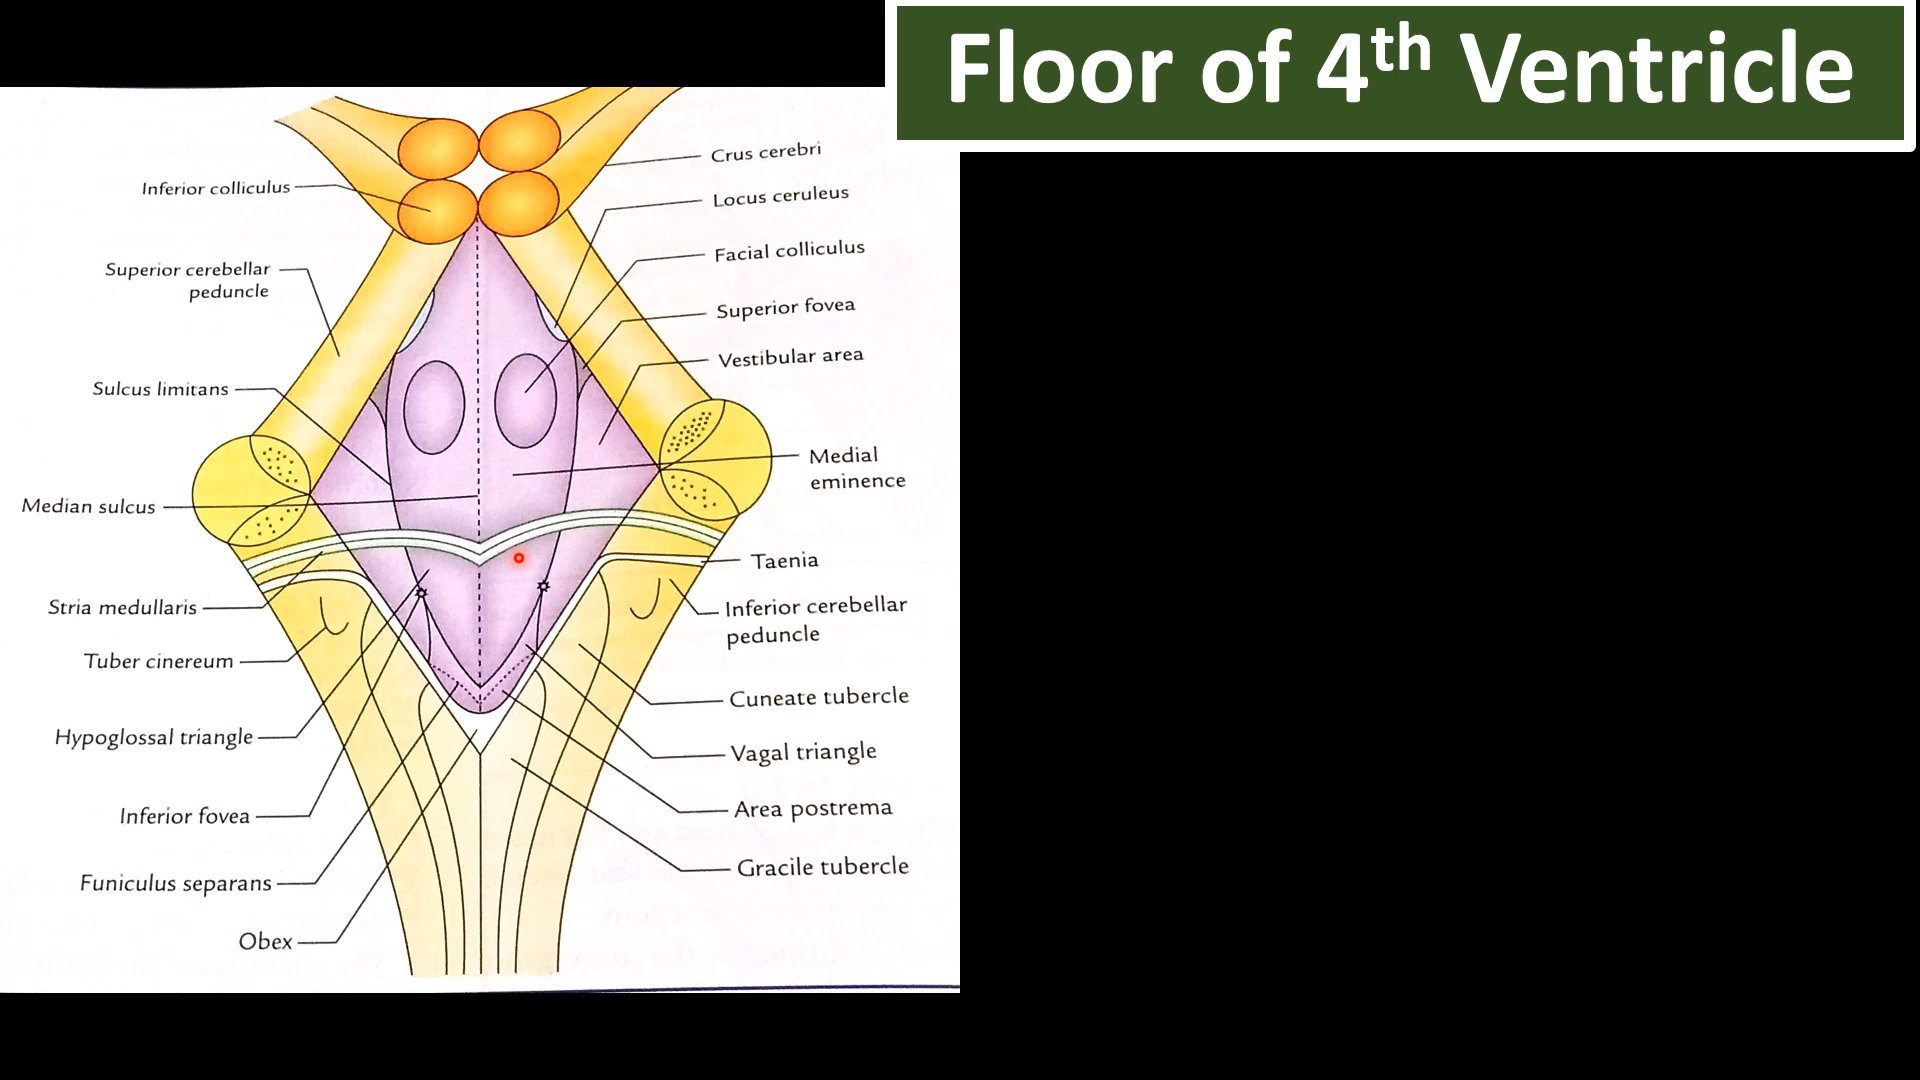 Floor of 4th Ventricle
Crus cerebri
Inferior colliculus
Locus ceruleus
Facial colliculus
Superior cerebellar
peduncle
Superior fovea
Vestibular area
Sulcus limitans
Medial
eminence
Median sulcus
Taenia
Stria medullaris
Inferior cerebellar
peduncle
Tuber cinereum
Cuneate tubercle
Hypoglossal triangle
Vagal triangle
Area postrema
Inferior fovea
Gracile tubercle
Funiculus separans
Obex